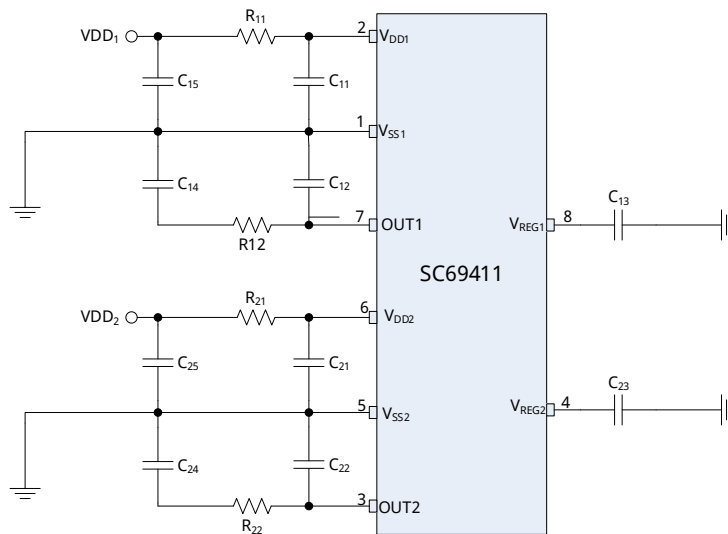 R11
VDD1
2
VDD1
C15
C11
1
VSS1
C14
C12
R12
7
OUT1
VREG1
8
C13
SC69411
R21
VDD2
6
VDD2
C25
C21
5
VSS2
VREG2
4
C23
C24
C22
R22
3
OUT2